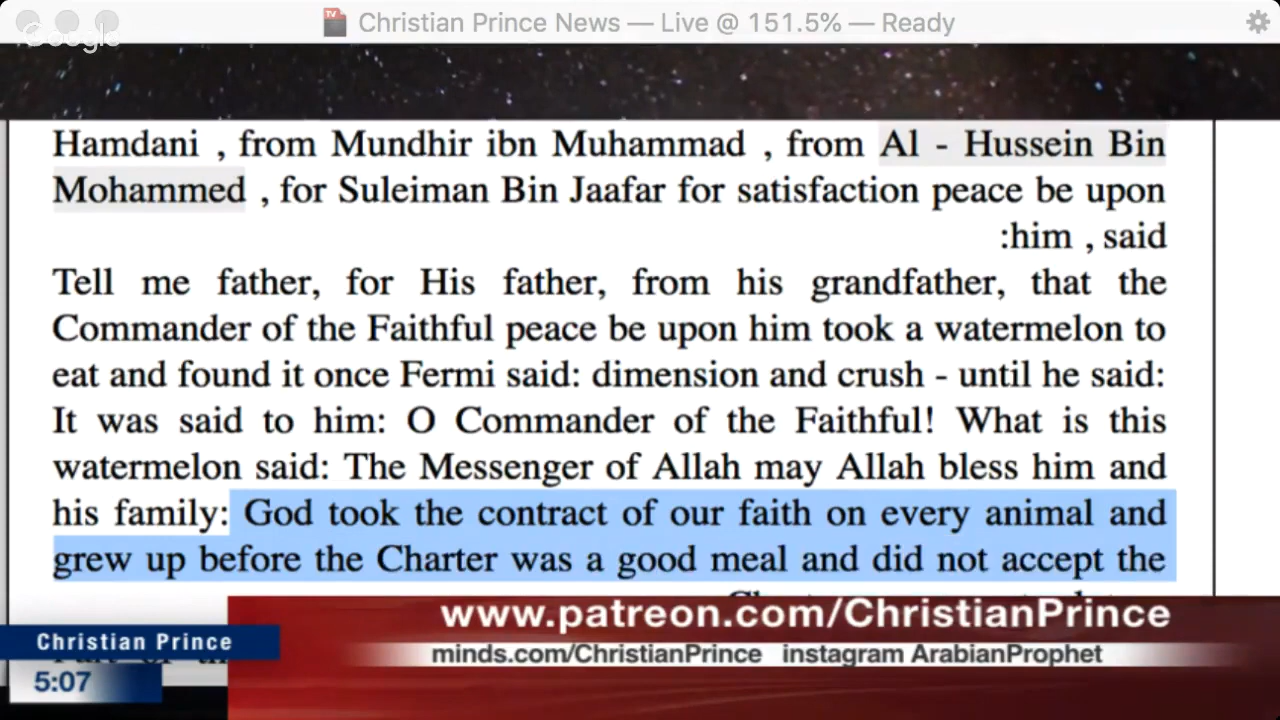 Christian Prince News — Live @ 151.5% — Ready
Google
Hamdani , from Mundhir ibn Muhammad , from Al - Hussein Bin
Mohammed , for Suleiman Bin Jaafar for satisfaction peace be upon
:him , said
Tell me father, for His father, from his grandfather, that the
Commander of the Faithful peace be upon him took a watermelon to
eat and found it once Fermi said: dimension and crush - until he said:
It was said to him: O Commander of the Faithful! What is this
watermelon said: The Messenger of Allah may Allah bless him and
his family: God took the contract of our faith on every animal and
grew up before the Charter was a good meal and did not accept the
www.patreon.com/ChristianPrince
Christian Prince
minds.com/ChristianPrince instagram ArabianProphet
5:07